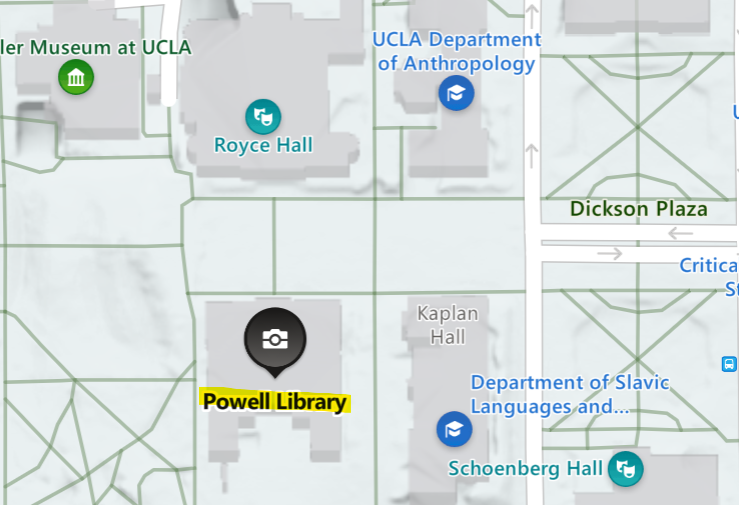 ler Museum at UCLA
UCLA Department
of Anthropology
Royce Hall
Dickson Plaza
Critica
St
Kaplan
Hall
Powell Library
Department of Slavic
Languages and...
Schoenberg Hall